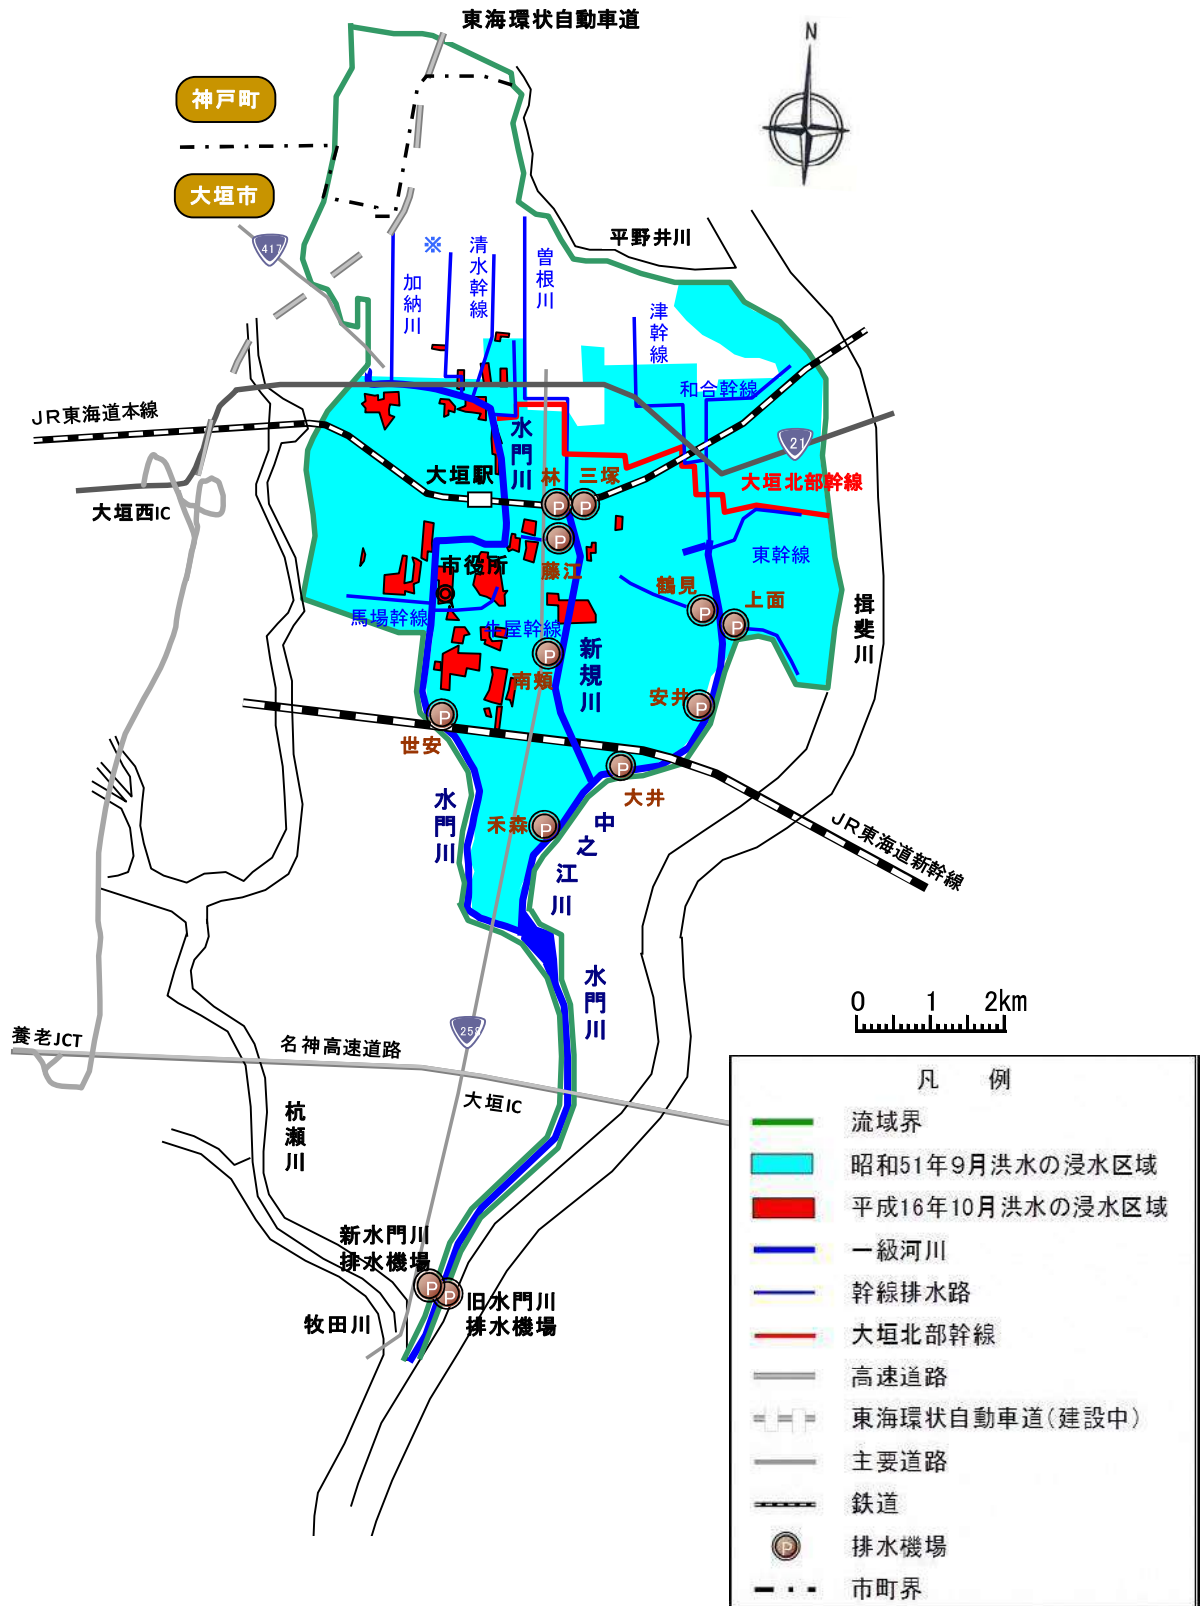 東海環状自動車道
N
神戸町
大垣市
417
平野井川
※
清水幹線
曽根川
加納川
津幹線
和合幹線
JR東海道本線
水門川
21
大垣駅
林
三塚
大垣北部幹線
大垣西IC
藤江
市役所
東幹線
鶴見
上面
揖斐川
馬場幹線
牛屋幹線
新規川
南頬
安井
世安
大井
水門川
禾森
中之江川
JR東海道新幹線
水門川
0 1 2km
258
養老JCT
名神高速道路
大垣IC
杭瀬川
新水門川
排水機場
旧水門川
排水機場
牧田川
P
P
P
P
P
P
P
P
P
P
P
P
凡 例
流域界
昭和51年9月洪水の浸水区域
平成16年10月洪水の浸水区域
一級河川
幹線排水路
大垣北部幹線
高速道路
東海環状自動車道(建設中)
主要道路
鉄道
P 排水機場
市町界